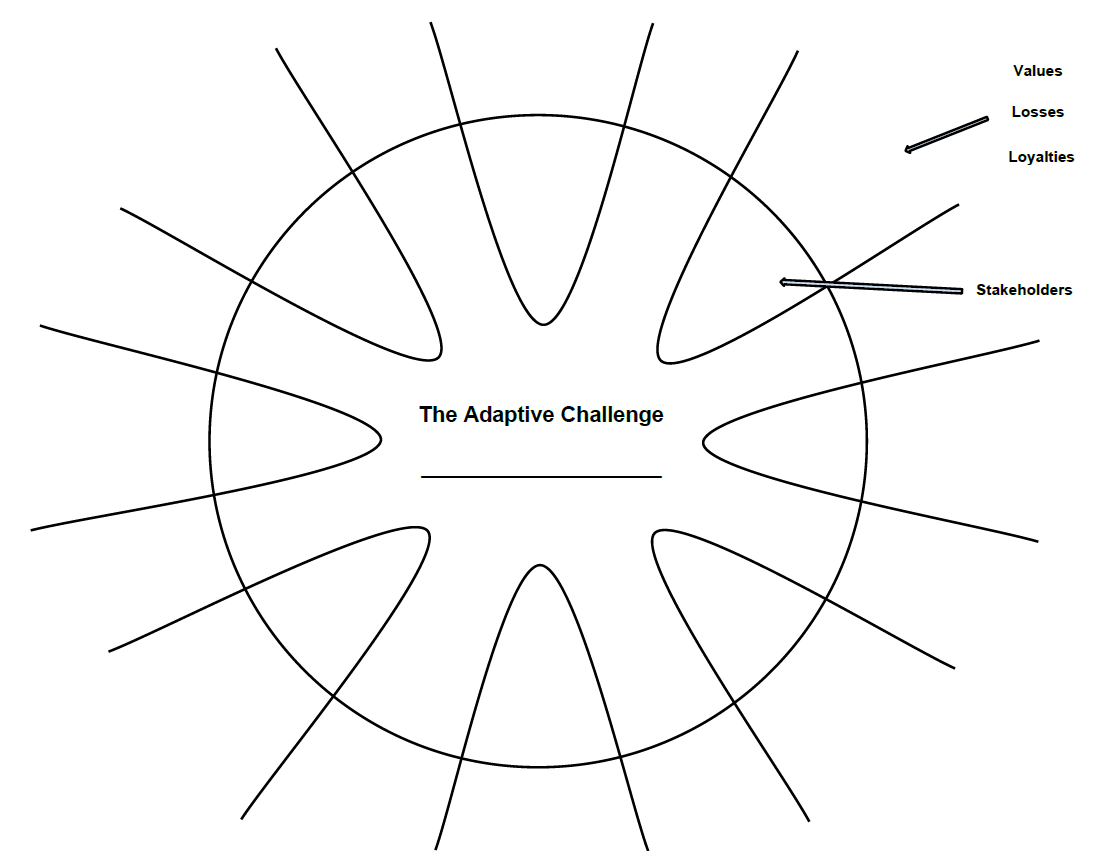 Values
Losses
Loyalties
Stakeholders
The Adaptive Challenge